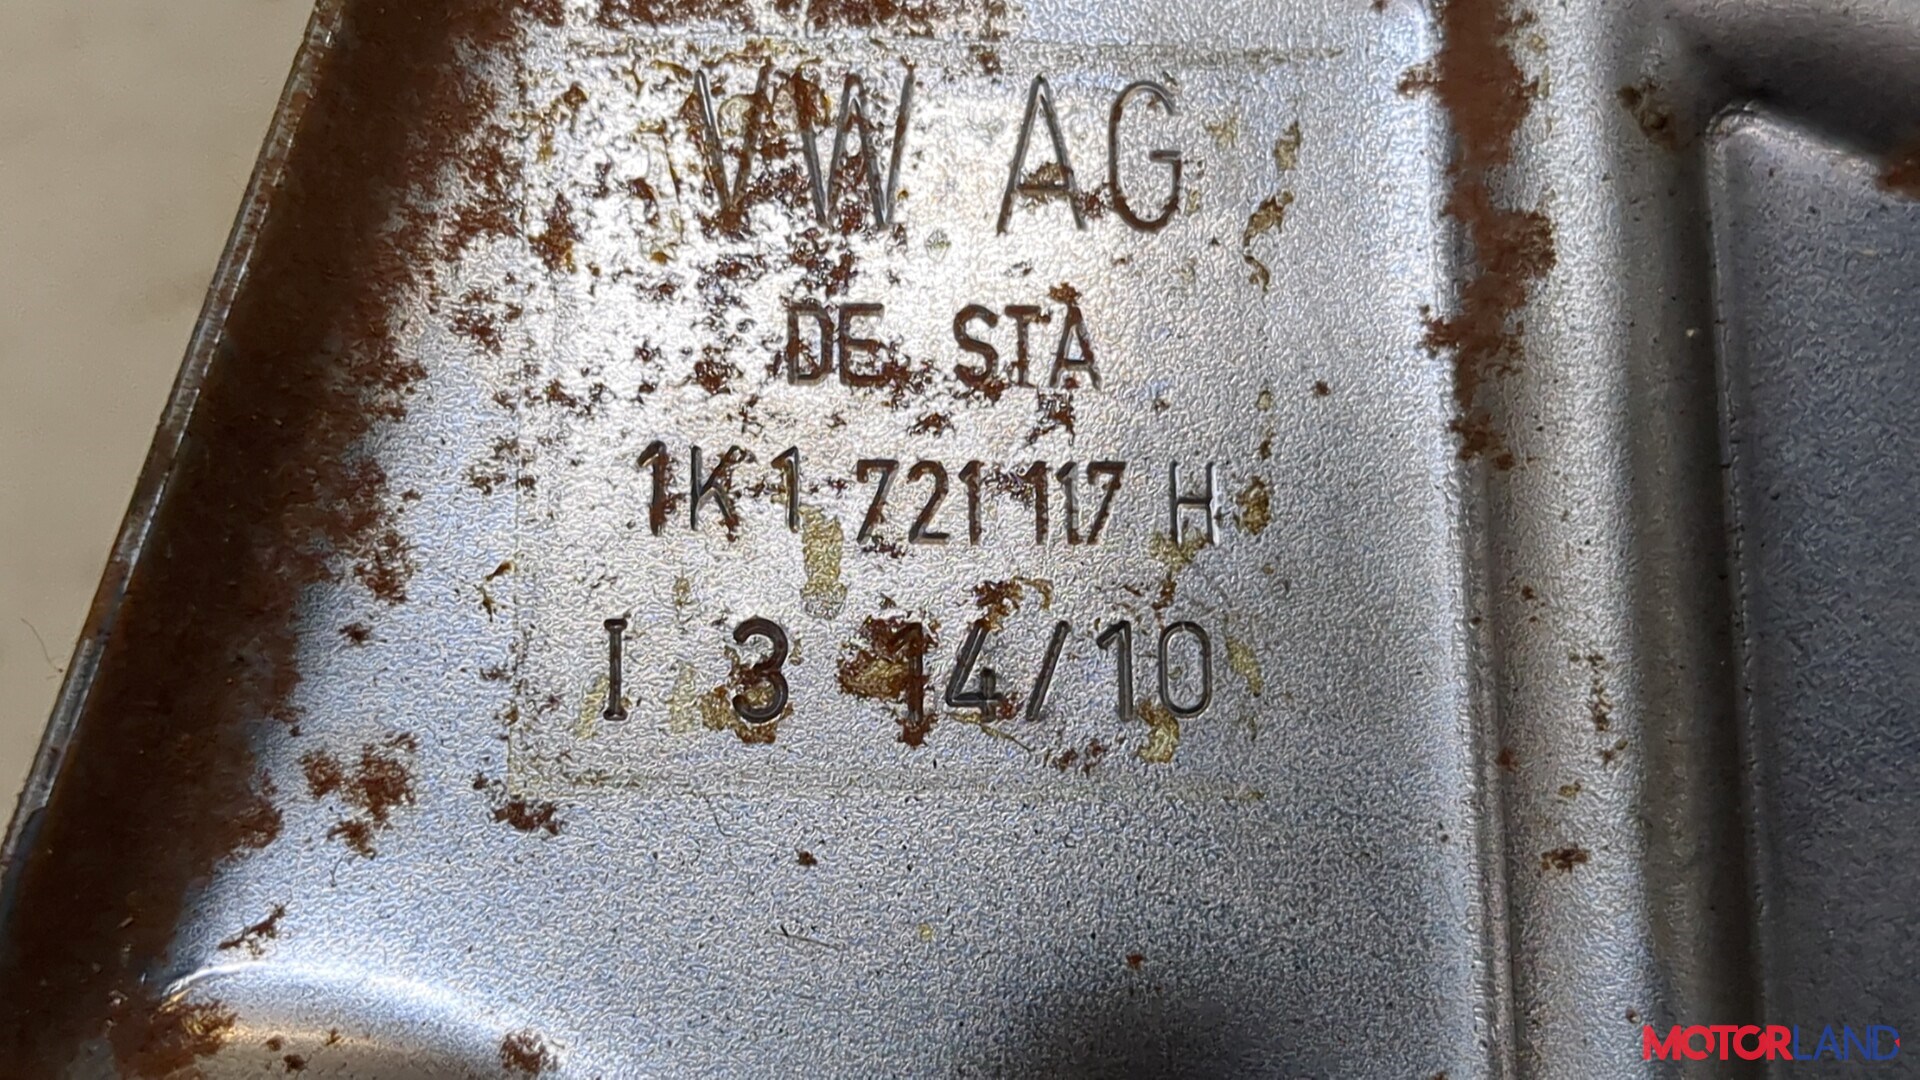 VW AG
DE STA
1K1 721 117 H
I 3 14/10
MOTORLAND